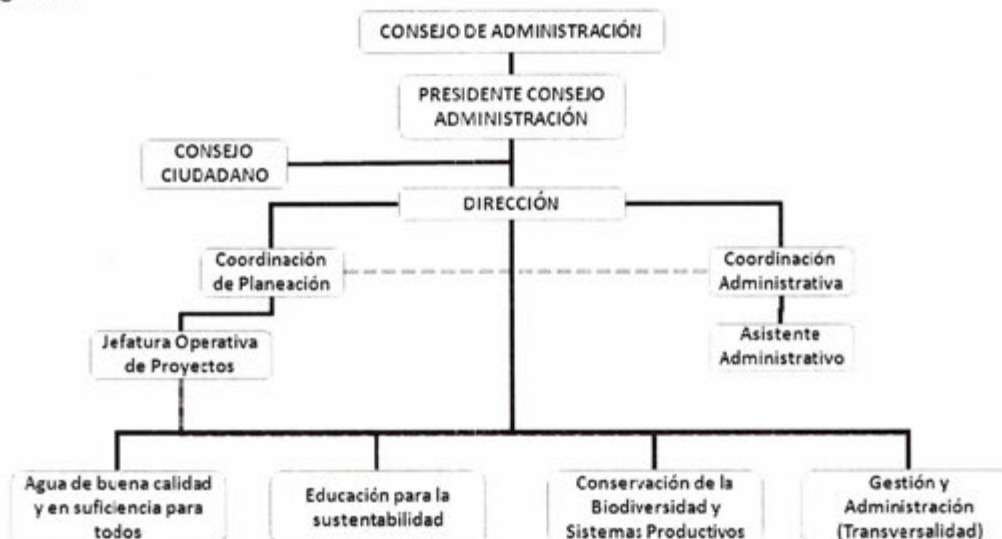 CONSEJO DE ADMINISTRACIÓN
PRESIDENTE CONSEJO
ADMINISTRACIÓN
CONSEJO
CIUDADANO
DIRECCIÓN
Coordinación
de Planeación
Coordinación
Administrativa
Jefatura Operativa
de Proyectos
Asistente
Administrativo
Agua de buena calidad
y en suficiencia para
todos
Educación para la
sustentabilidad
Conservación de la
Biodiversidad y
Sistemas Productivos
Gestión y
Administración
(Transversalidad)